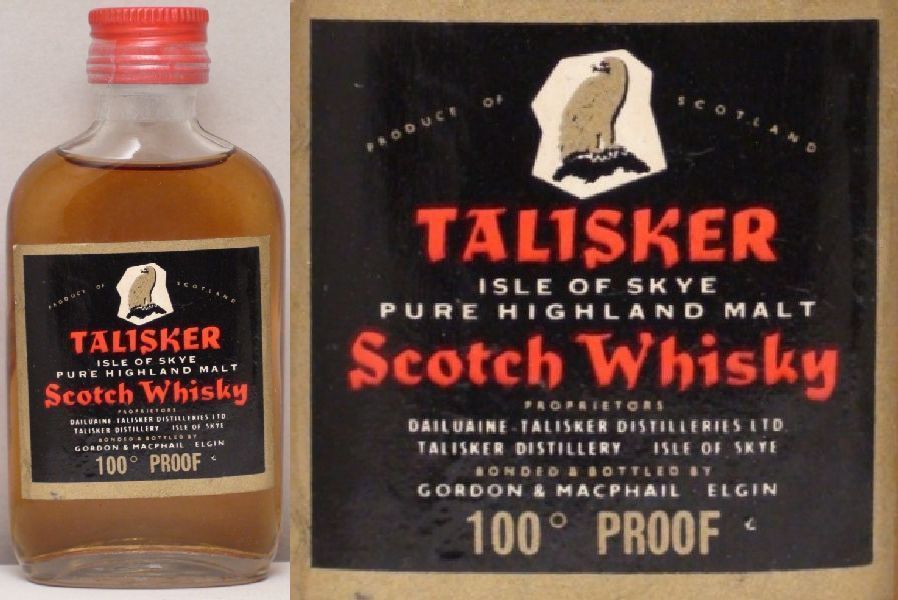 PRODUCE OF SCOTLAND
TALISKER
ISLE OF SKYE
PURE HIGHLAND MALT
Scotch Whisky
PROPRIETORS
DAILUAINE-TALISKER DISTILLERIES LTD.
TALISKER DISTILLERY ISLE OF SKYE
BONDED & BOTTLED BY
GORDON & MACPHAIL ELGIN
100° PROOF
PRODUCE OF SCOTLAND
TALISKER
ISLE OF SKYE
PURE HIGHLAND MALT
Scotch Whisky
PROPRIETORS
DAILUAINE-TALISKER DISTILLERIES LTD.
TALISKER DISTILLERY ISLE OF SKYE
BONDED & BOTTLED BY
GORDON & MACPHAIL ELGIN
100° PROOF